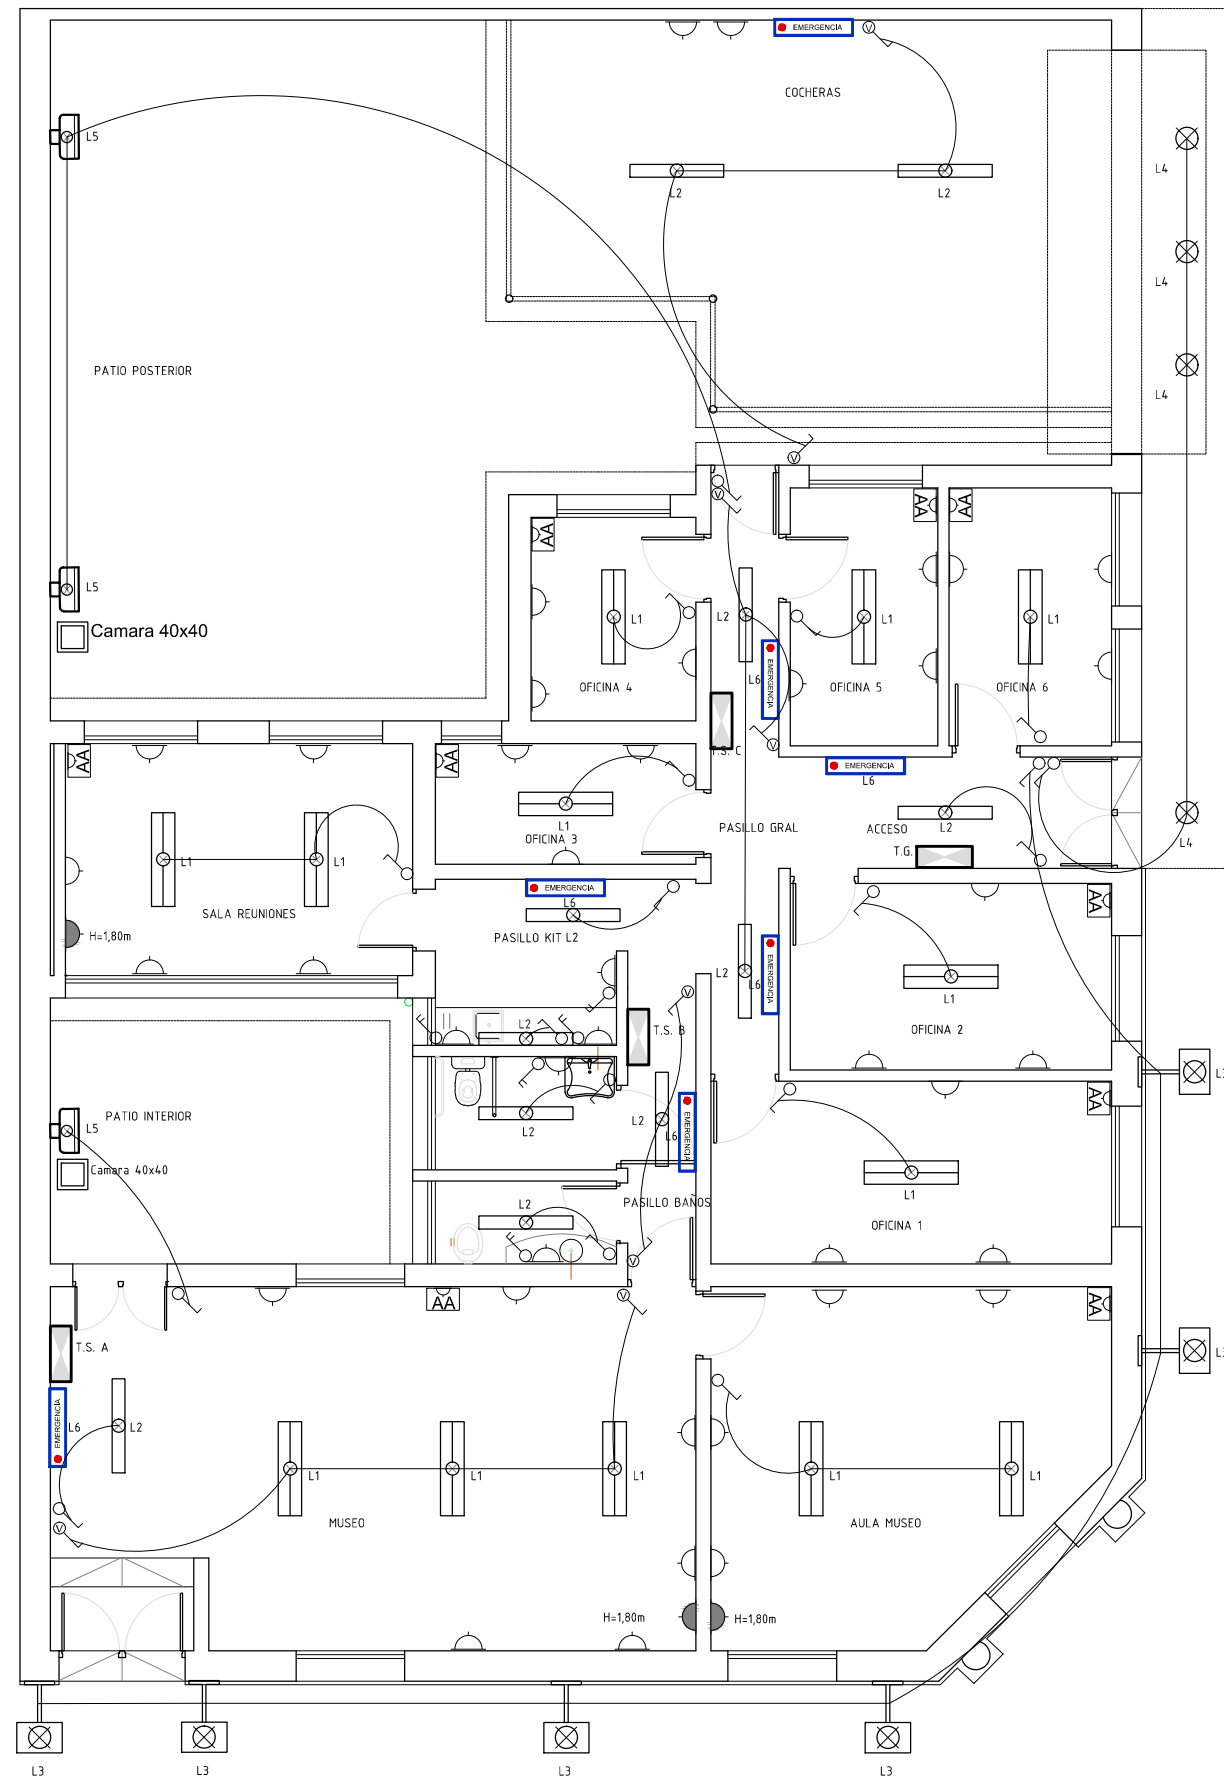 EMERGENCIA
V
COCHERAS
L5
L4
L2
L2
L4
PATIO POSTERIOR
L4
V
V
AA
AA
AA
L5
Camara 40x40
L1
L2
L1
L1
OFICINA 4
L6
EMERGENCIA
OFICINA 5
OFICINA 6
T.S. C
V
AA
AA
EMERGENCIA
L6
L1
OFICINA 3
PASILLO GRAL
ACCESO
L2
L4
T.G.
L1
L1
EMERGENCIA
L6
AA
SALA REUNIONES
H=1,80m
PASILLO KIT L2
L2
L6
EMERGENCIA
L1
V
OFICINA 2
L2
T.S. B
L3
AA
PATIO INTERIOR
L5
L2
L2
L6
EMERGENCIA
Camara 40x40
L1
L2
PASILLO BAÑOS
OFICINA 1
V
AA
V
AA
T.S. A
L3
EMERGENCIA
L6
L2
L1
L1
L1
L1
L1
V
MUSEO
AULA MUSEO
H=1,80m
H=1,80m
L3
L3
L3
L3